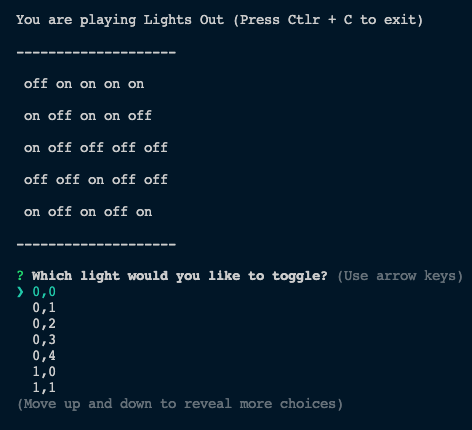 You are playing Lights Out (Press Ctlr + C to exit)
--------------------
off on on on on
on off on on off
on off off off off
off off on off off
on off on off on
--------------------
? Which light would you like to toggle? (Use arrow keys)
❯ 0,0
0,1
0,2
0,3
0,4
1,0
1,1
(Move up and down to reveal more choices)